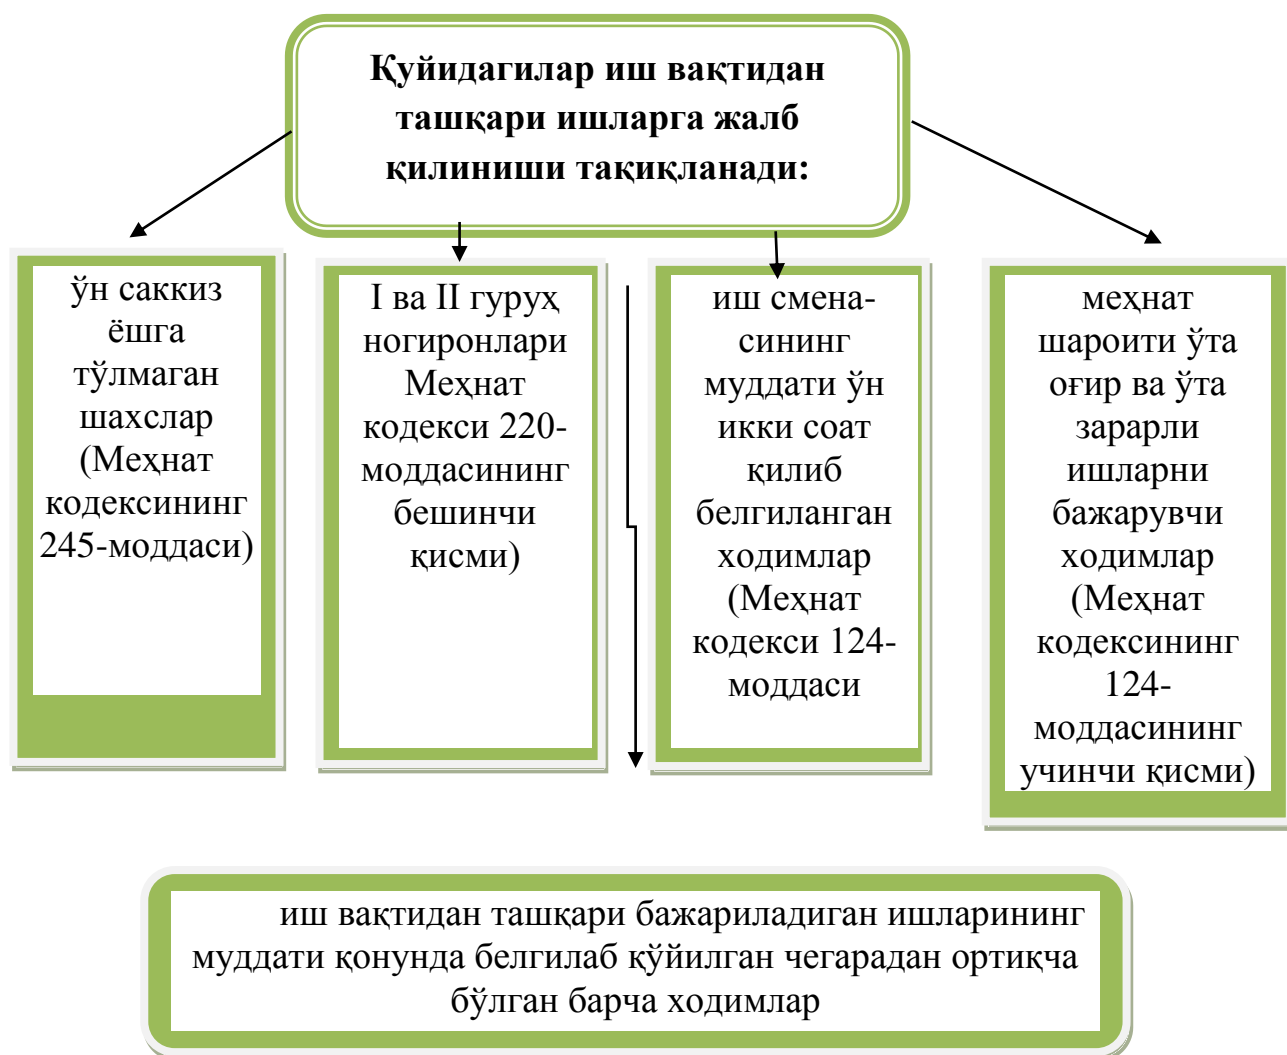 Қуйидагилар иш вақтидан
ташқари ишларга жалб
қилиниши тақиқланади:
ўн саккиз
ёшга
тўлмаган
шахслар
(Меҳнат
кодексининг
245-моддаси)
I ва II гуруҳ
ногиронлари
Меҳнат
кодекси 220-
моддасининг
бешинчи
қисми)
иш смена-
сининг
муддати ўн
икки соат
қилиб
белгиланган
ходимлар
(Меҳнат
кодекси 124-
моддаси
меҳнат
шароити ўта
оғир ва ўта
зарарли
ишларни
бажарувчи
ходимлар
(Меҳнат
кодексининг
124-
моддасининг
учинчи қисми)
иш вақтидан ташқари бажариладиган ишларининг
муддати қонунда белгилаб қўйилган чегарадан ортиқча
бўлган барча ходимлар